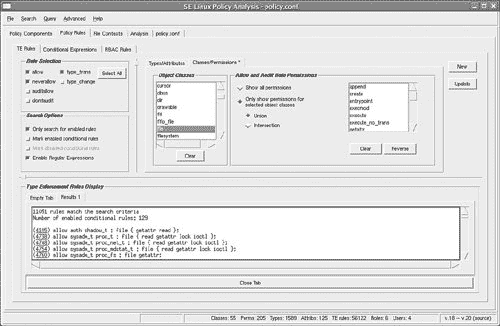 SE Linux Policy Analysis - policy.conf
File Search Query Advanced Help
Policy Components Policy Rules File Contexts Analysis policy.conf
TE Rules Conditional Expressions RBAC Rules
Rule Selection
allow type_trans Select All
neverallow type_change
auditallow
dontaudit
Search Options
Only search for enabled rules
Mark enabled conditional rules
Mark disabled conditional rules
Enable Regular Expressions
Types/Attributes Classes/Permissions *
Object Classes
cursor
dbus
dir
drawable
fd
fifo_file
file
filesystem
Clear
Allow and Audit Rule Permissions
Show all permissions
Only show permissions for
selected object classes
Union
Intersection
append
create
entrypoint
execmod
execute
execute_no_trans
getattr
Clear Reverse
New
Update
Type Enforcement Rules Display
Empty Tab Results 1
rules match the search criteria
Number of enabled conditional rules: 129
allow auth shadow_t : file { getattr read };
(4738) allow sysadm_t proc_t : file { read getattr lock ioctl };
allow sysadm_t proc_net_t : file { read getattr lock ioctl };
(4754) allow sysadm_t proc_mdstat_t : file { read getattr lock ioctl };
(4760) allow sysadm_t proc_fs : file getattr;
Close Tab
Classes: 55 Perms: 205 Types: 1589 Attribs: 125 TE rules: 56122 Roles: 6 Users: 4 v.18 - v.20 (source)